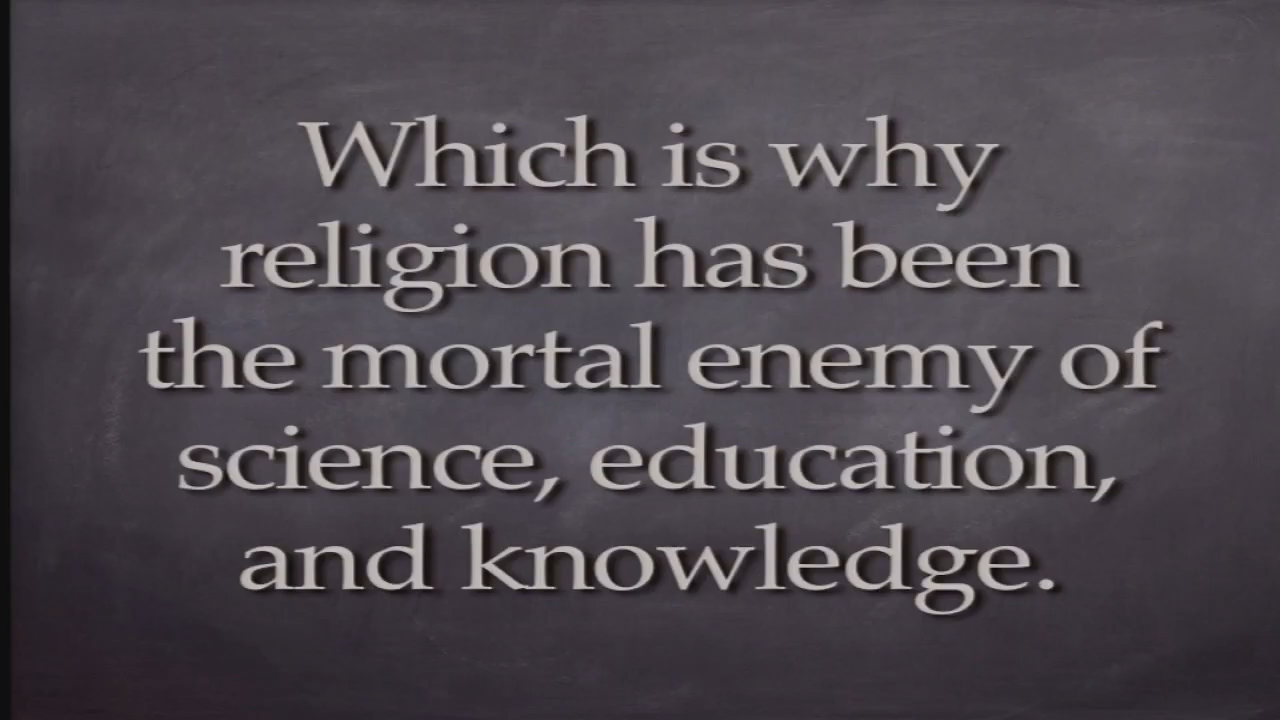 Which is why
religion has been
the mortal enemy of
science, education,
and knowledge.